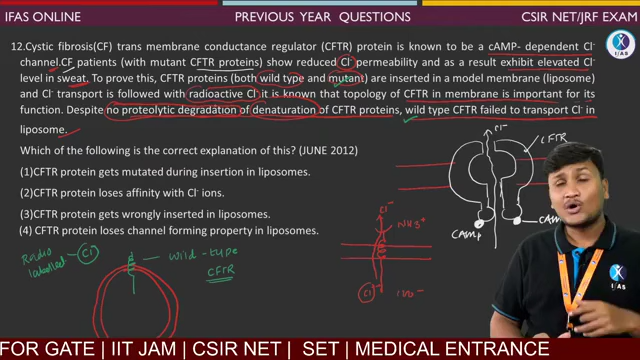 IFAS ONLINE PREVIOUS YEAR QUESTIONS CSIR NET/JRF EXAM
12.Cystic fibrosis(CF) trans membrane conductance regulator (CFTR) protein is known to be a cAMP-dependent Cl⁻
channel.CF patients (with mutant CFTR proteins) show reduced Cl⁻ permeability and as a result exhibit elevated Cl⁻
level in sweat. To prove this, CFTR proteins (both wild type and mutant) are inserted in a model membrane (liposome)
and Cl⁻ transport is followed with radioactive Cl⁻ it is known that topology of CFTR in membrane is important for its
function. Despite no proteolytic degradation of denaturation of CFTR proteins, wild type CFTR failed to transport Cl⁻ in
liposome.
Which of the following is the correct explanation of this? (JUNE 2012)
(1)CFTR protein gets mutated during insertion in liposomes.
(2)CFTR protein loses affinity with Cl⁻ ions.
(3)CFTR protein gets wrongly inserted in liposomes.
(4) CFTR protein loses channel forming property in liposomes.
Radio
labelled
Cl
Wild-type
CFTR
Cl⁻
NH3⁺
Cl⁻
Cl⁻
CFTR
CAMP
CAMP
iFAS
FOR GATE | IIT JAM | CSIR NET | SET | MEDICAL ENTRANCE